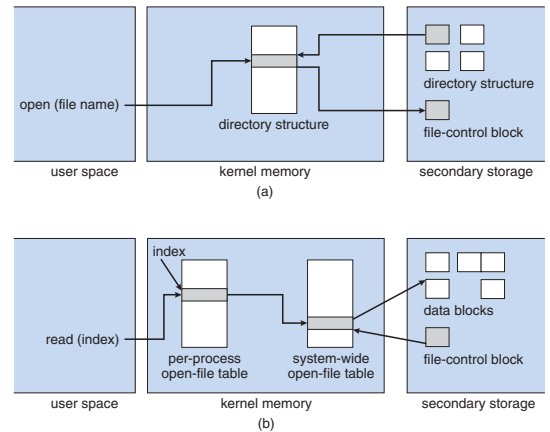 open (file name)
directory structure
directory structure
file-control block
user space
kernel memory
secondary storage
(a)
index
read (index)
per-process
open-file table
system-wide
open-file table
data blocks
file-control block
user space
kernel memory
secondary storage
(b)